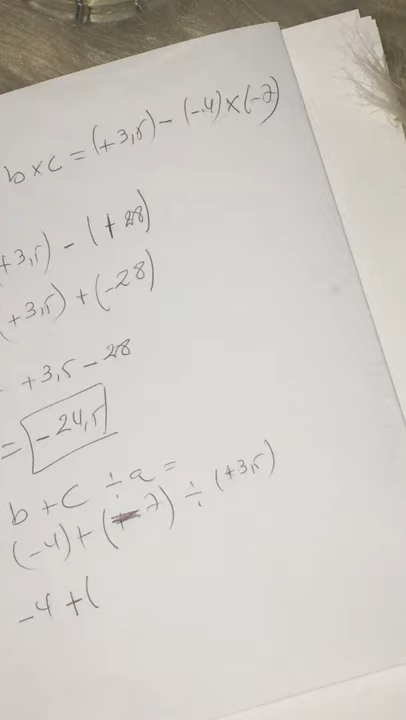 b×c = (+3,5) - (-4)×(-7)
+3,5) - (+28)
(+3,5) + (-28)
+3,5 - 28
= -24,5
b + c ÷ a =
(-4) + (-7) ÷ (+3,5)
-4 + (